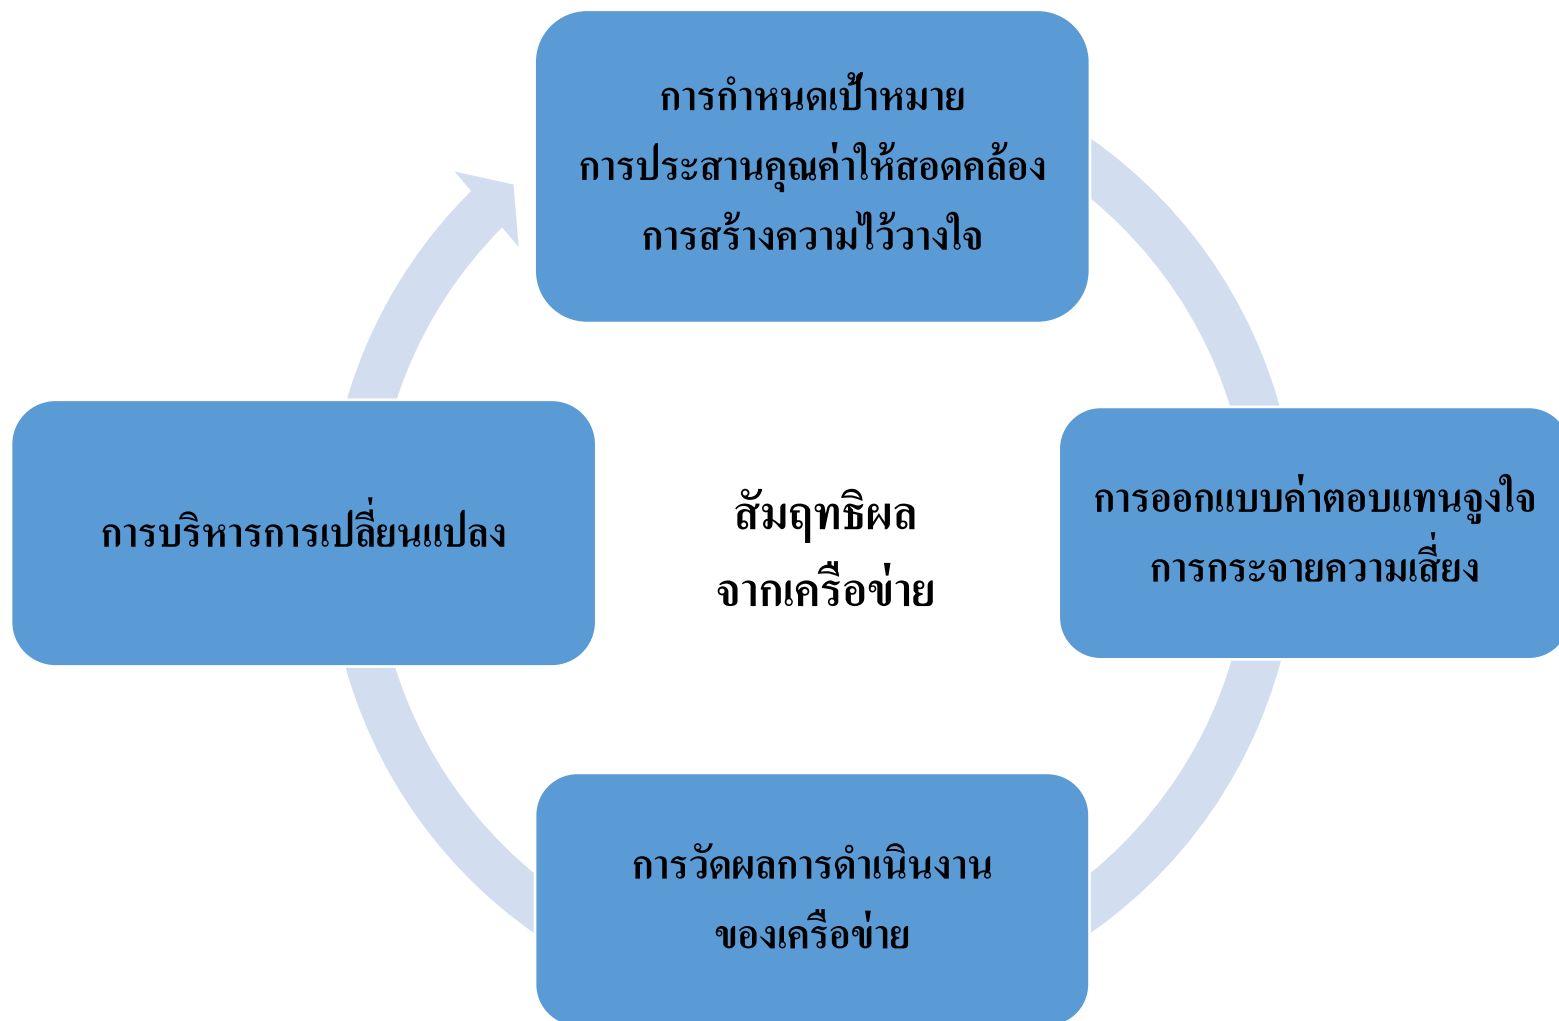 การกำหนดเป้าหมาย
การประสานคุณค่าให้สอดคล้อง
การสร้างความไว้วางใจ
การออกแบบค่าตอบแทนจูงใจ
การกระจายความเสี่ยง
การวัดผลการดำเนินงาน
ของเครือข่าย
การบริหารการเปลี่ยนแปลง
สัมฤทธิผล
จากเครือข่าย